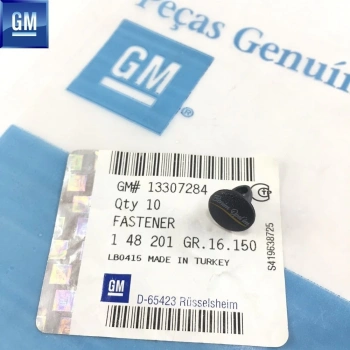 GM
Peças Genuín
GM
GM# 13307284
Qty 10
FASTENER
1 48 201 GR.16.150
LB0415 MADE IN TURKEY
S419638725
GM
D-65423 Rüsselsheim